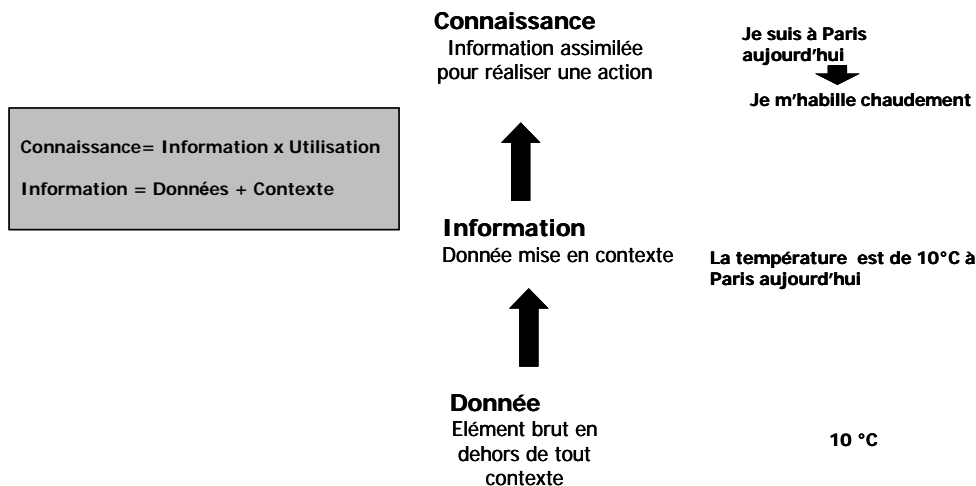 Connaissance
Information assimilée
pour réaliser une action
Je suis à Paris
aujourd'hui
Je m'habille chaudement
Connaissance= Information x Utilisation
Information = Données + Contexte
Information
Donnée mise en contexte
La température est de 10°C à
Paris aujourd'hui
Donnée
Elément brut en
dehors de tout
contexte
10 °C